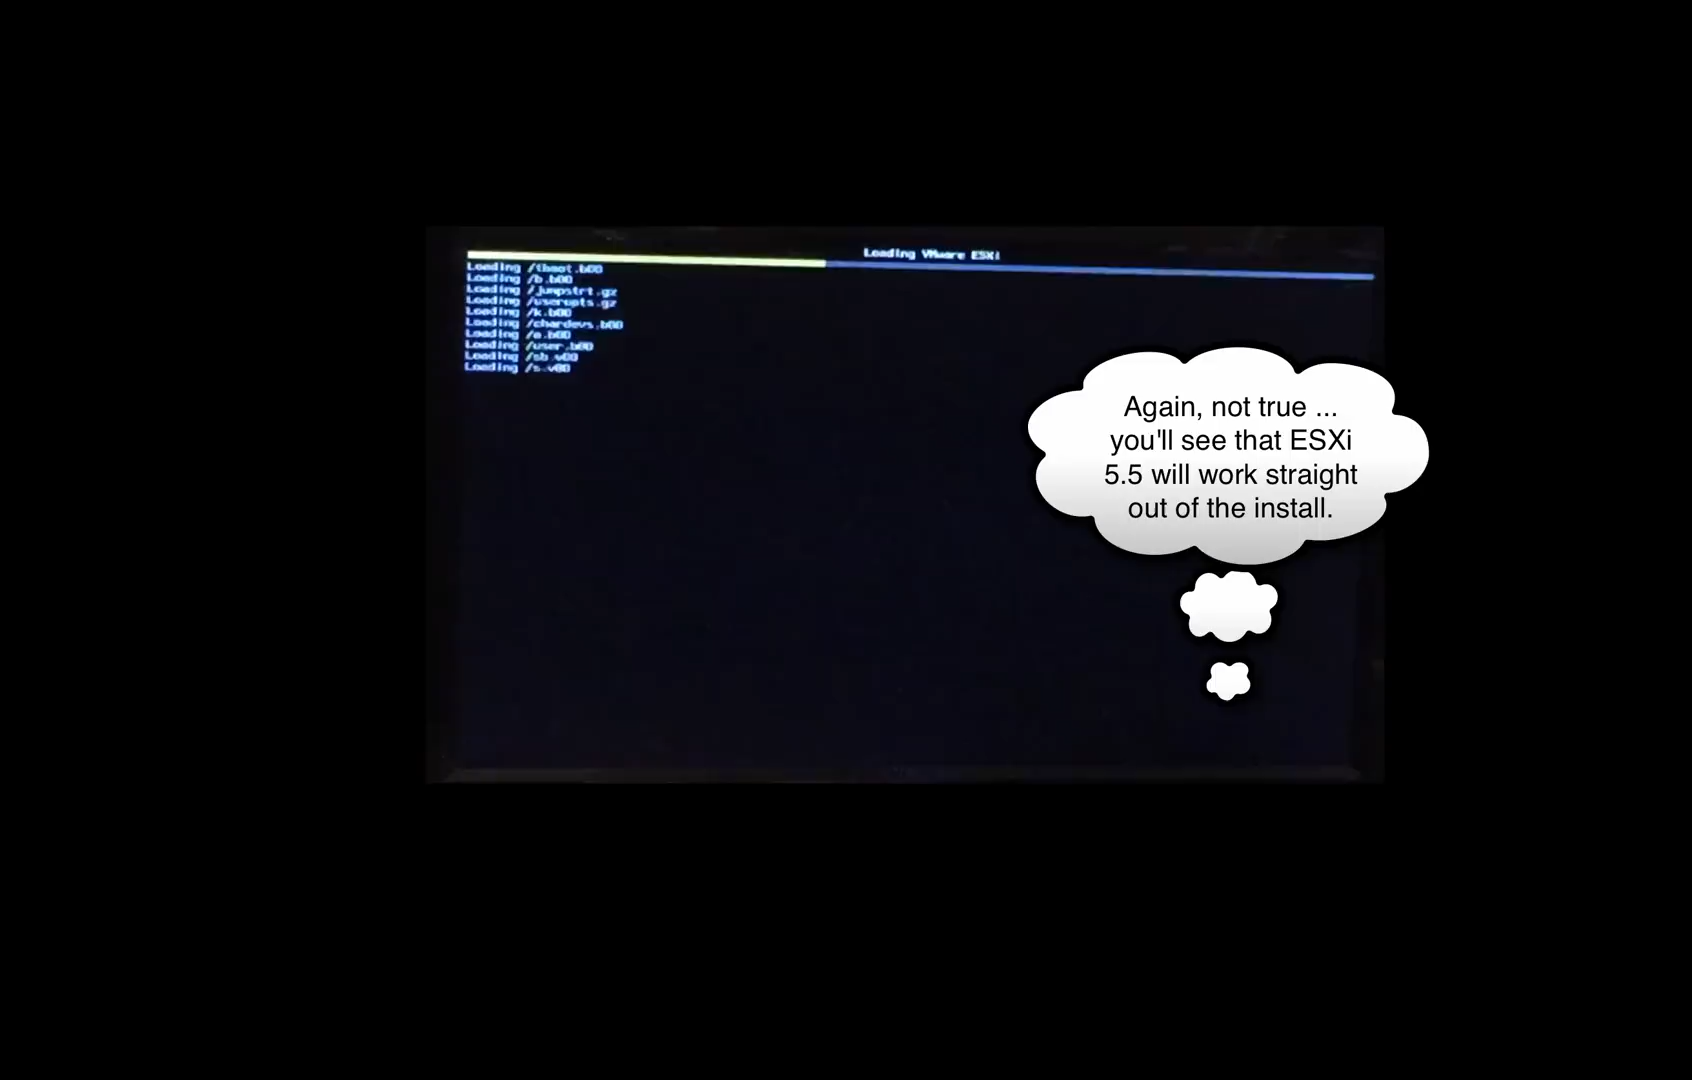 Loading VMware ESXi
Loading /tboot.b00
Loading /b.b00
Loading /jumpstrt.gz
Loading /useropts.gz
Loading /k.b00
Loading /chardevs.b00
Loading /a.b00
Loading /user.b00
Loading /sb.v00
Loading /s.v00
Again, not true ...
you'll see that ESXi
5.5 will work straight
out of the install.